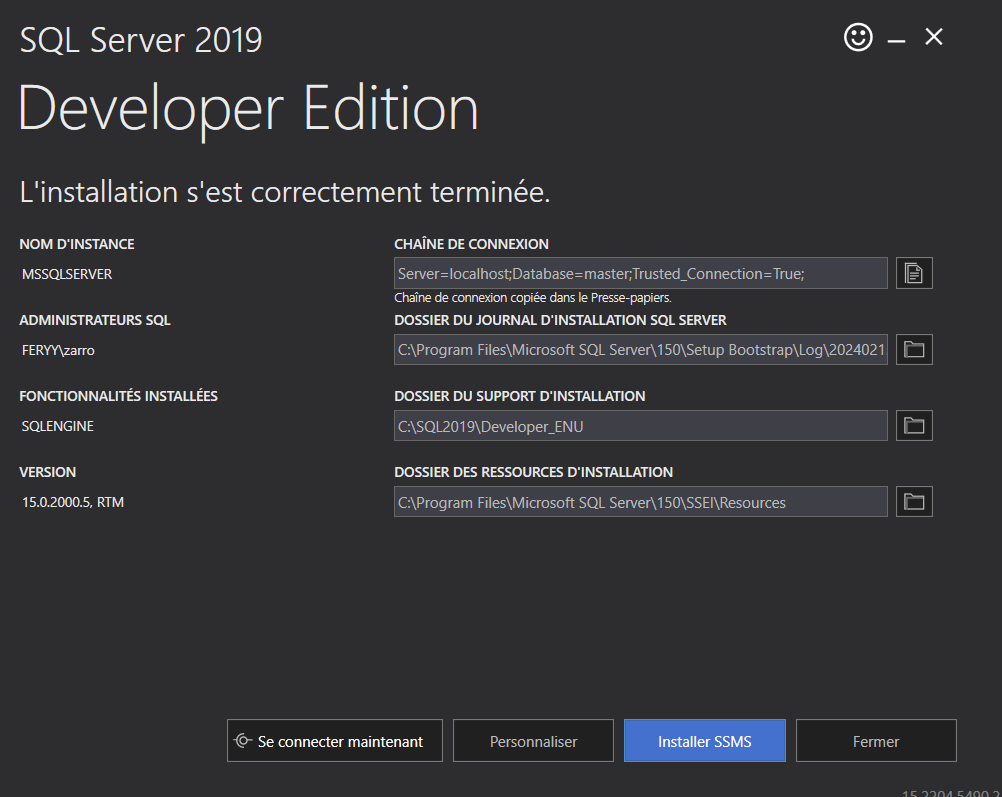 SQL Server 2019
Developer Edition
L'installation s'est correctement terminée.
NOM D'INSTANCE
MSSQLSERVER
CHAÎNE DE CONNEXION
Server=localhost;Database=master;Trusted_Connection=True;
Chaîne de connexion copiée dans le Presse-papiers.
ADMINISTRATEURS SQL
FERYY\zarro
DOSSIER DU JOURNAL D'INSTALLATION SQL SERVER
C:\Program Files\Microsoft SQL Server\150\Setup Bootstrap\Log\2024021
FONCTIONNALITÉS INSTALLÉES
SQLENGINE
DOSSIER DU SUPPORT D'INSTALLATION
C:\SQL2019\Developer_ENU
VERSION
15.0.2000.5, RTM
DOSSIER DES RESSOURCES D'INSTALLATION
C:\Program Files\Microsoft SQL Server\150\SSEI\Resources
Se connecter maintenant
Personnaliser
Installer SSMS
Fermer